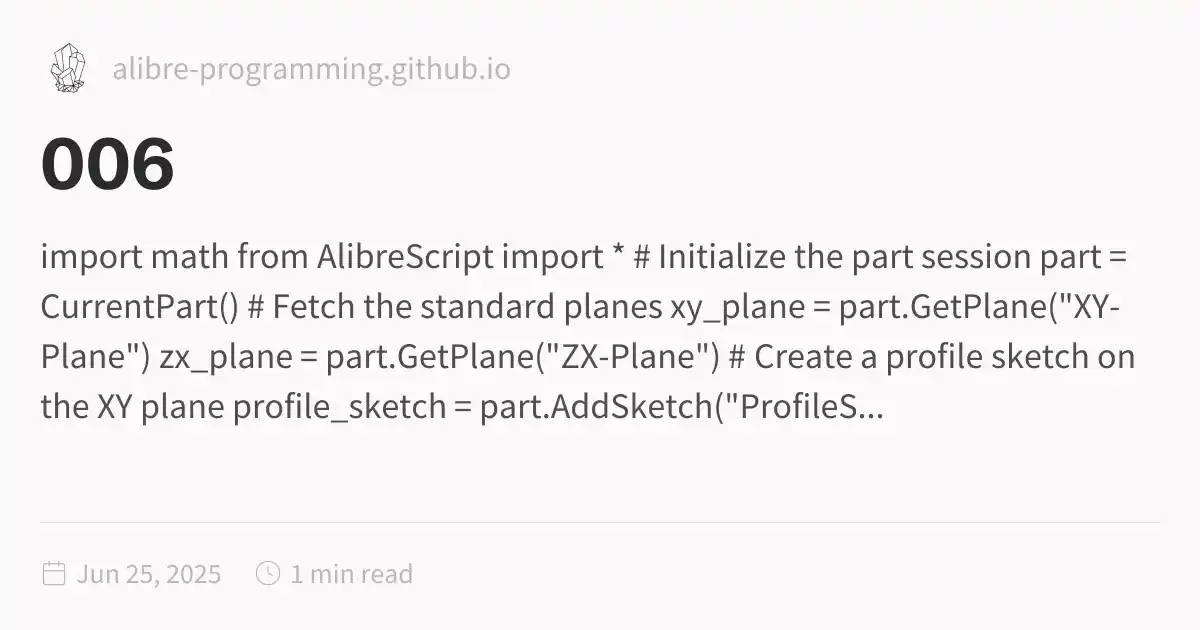 alibre-programming.github.io
006
import math from AlibreScript import * # Initialize the part session part =
CurrentPart() # Fetch the standard planes xy_plane = part.GetPlane("XY-
Plane") zx_plane = part.GetPlane("ZX-Plane") # Create a profile sketch on
the XY plane profile_sketch = part.AddSketch("ProfileS...
Jun 25, 2025 1 min read